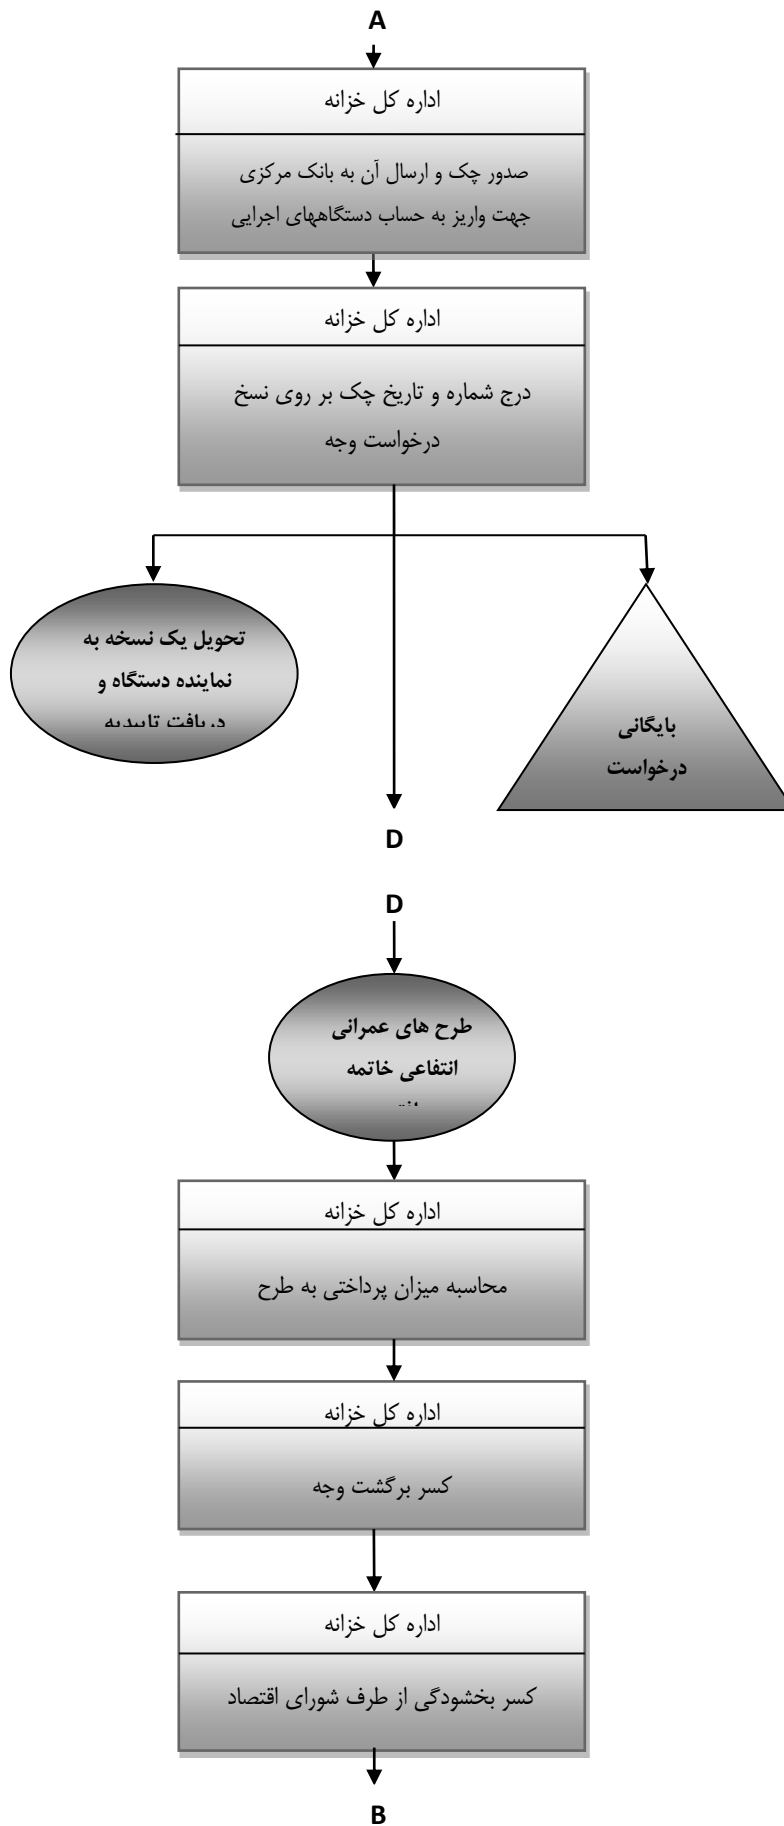 A
اداره کل خزانه
صدور چک و ارسال آن به بانک مرکزی
جهت واریز به حساب دستگاههای اجرایی
اداره کل خزانه
درج شماره و تاریخ چک بر روی نسخ
درخواست وجه
تحویل یک نسخه به
نماینده دستگاه و
دریافت تاییدیه
بایگانی
درخواست
D
D
طرح های عمرانی
انتفاعی خاتمه
اداره کل خزانه
محاسبه میزان پرداختی به طرح
اداره کل خزانه
کسر برگشت وجه
اداره کل خزانه
کسر بخشودگی از طرف شورای اقتصاد
B